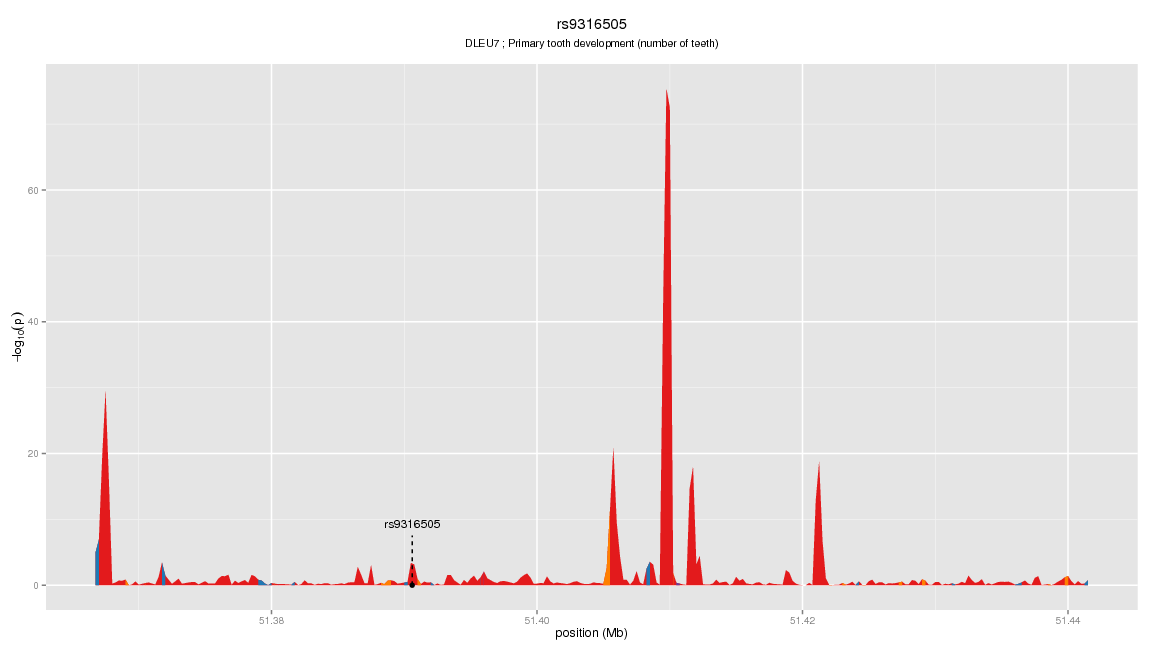 rs9316505
DLEU7 ; Primary tooth development (number of teeth)
60
40
20
0
−log10(p)
rs9316505
51.38
51.40
51.42
51.44
position (Mb)